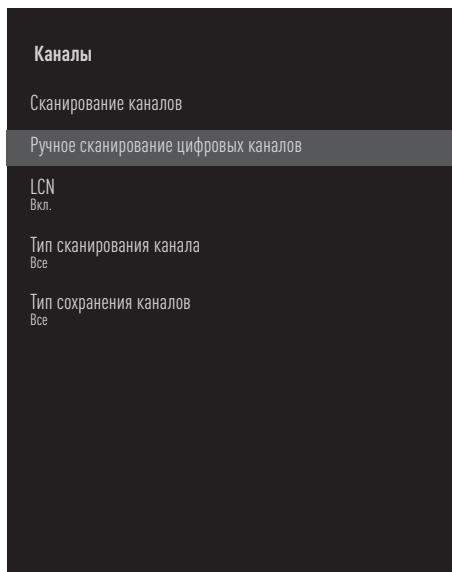 Каналы
Сканирование каналов
Ручное сканирование цифровых каналов
LCN
Вкл.
Тип сканирования канала
Все
Тип сохранения каналов
Все